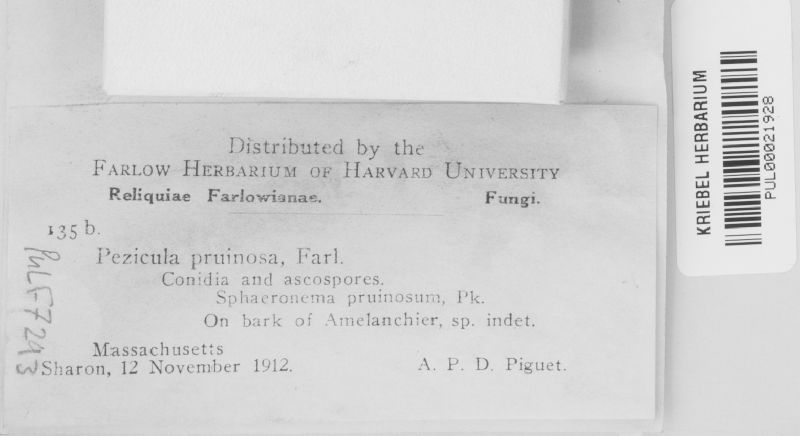 Distributed by the
FARLOW HERBARIUM OF HARVARD UNIVERSITY
Reliquiae Farlowianae. Fungi.
135 b.
Pezicula pruinosa, Farl.
Conidia and ascospores.
Sphaeronema pruinosum, Pk.
On bark of Amelanchier, sp. indet.
Massachusetts
Sharon, 12 November 1912. A. P. D. Piguet.
PULF7293
KRIEBEL HERBARIUM
PUL00021928